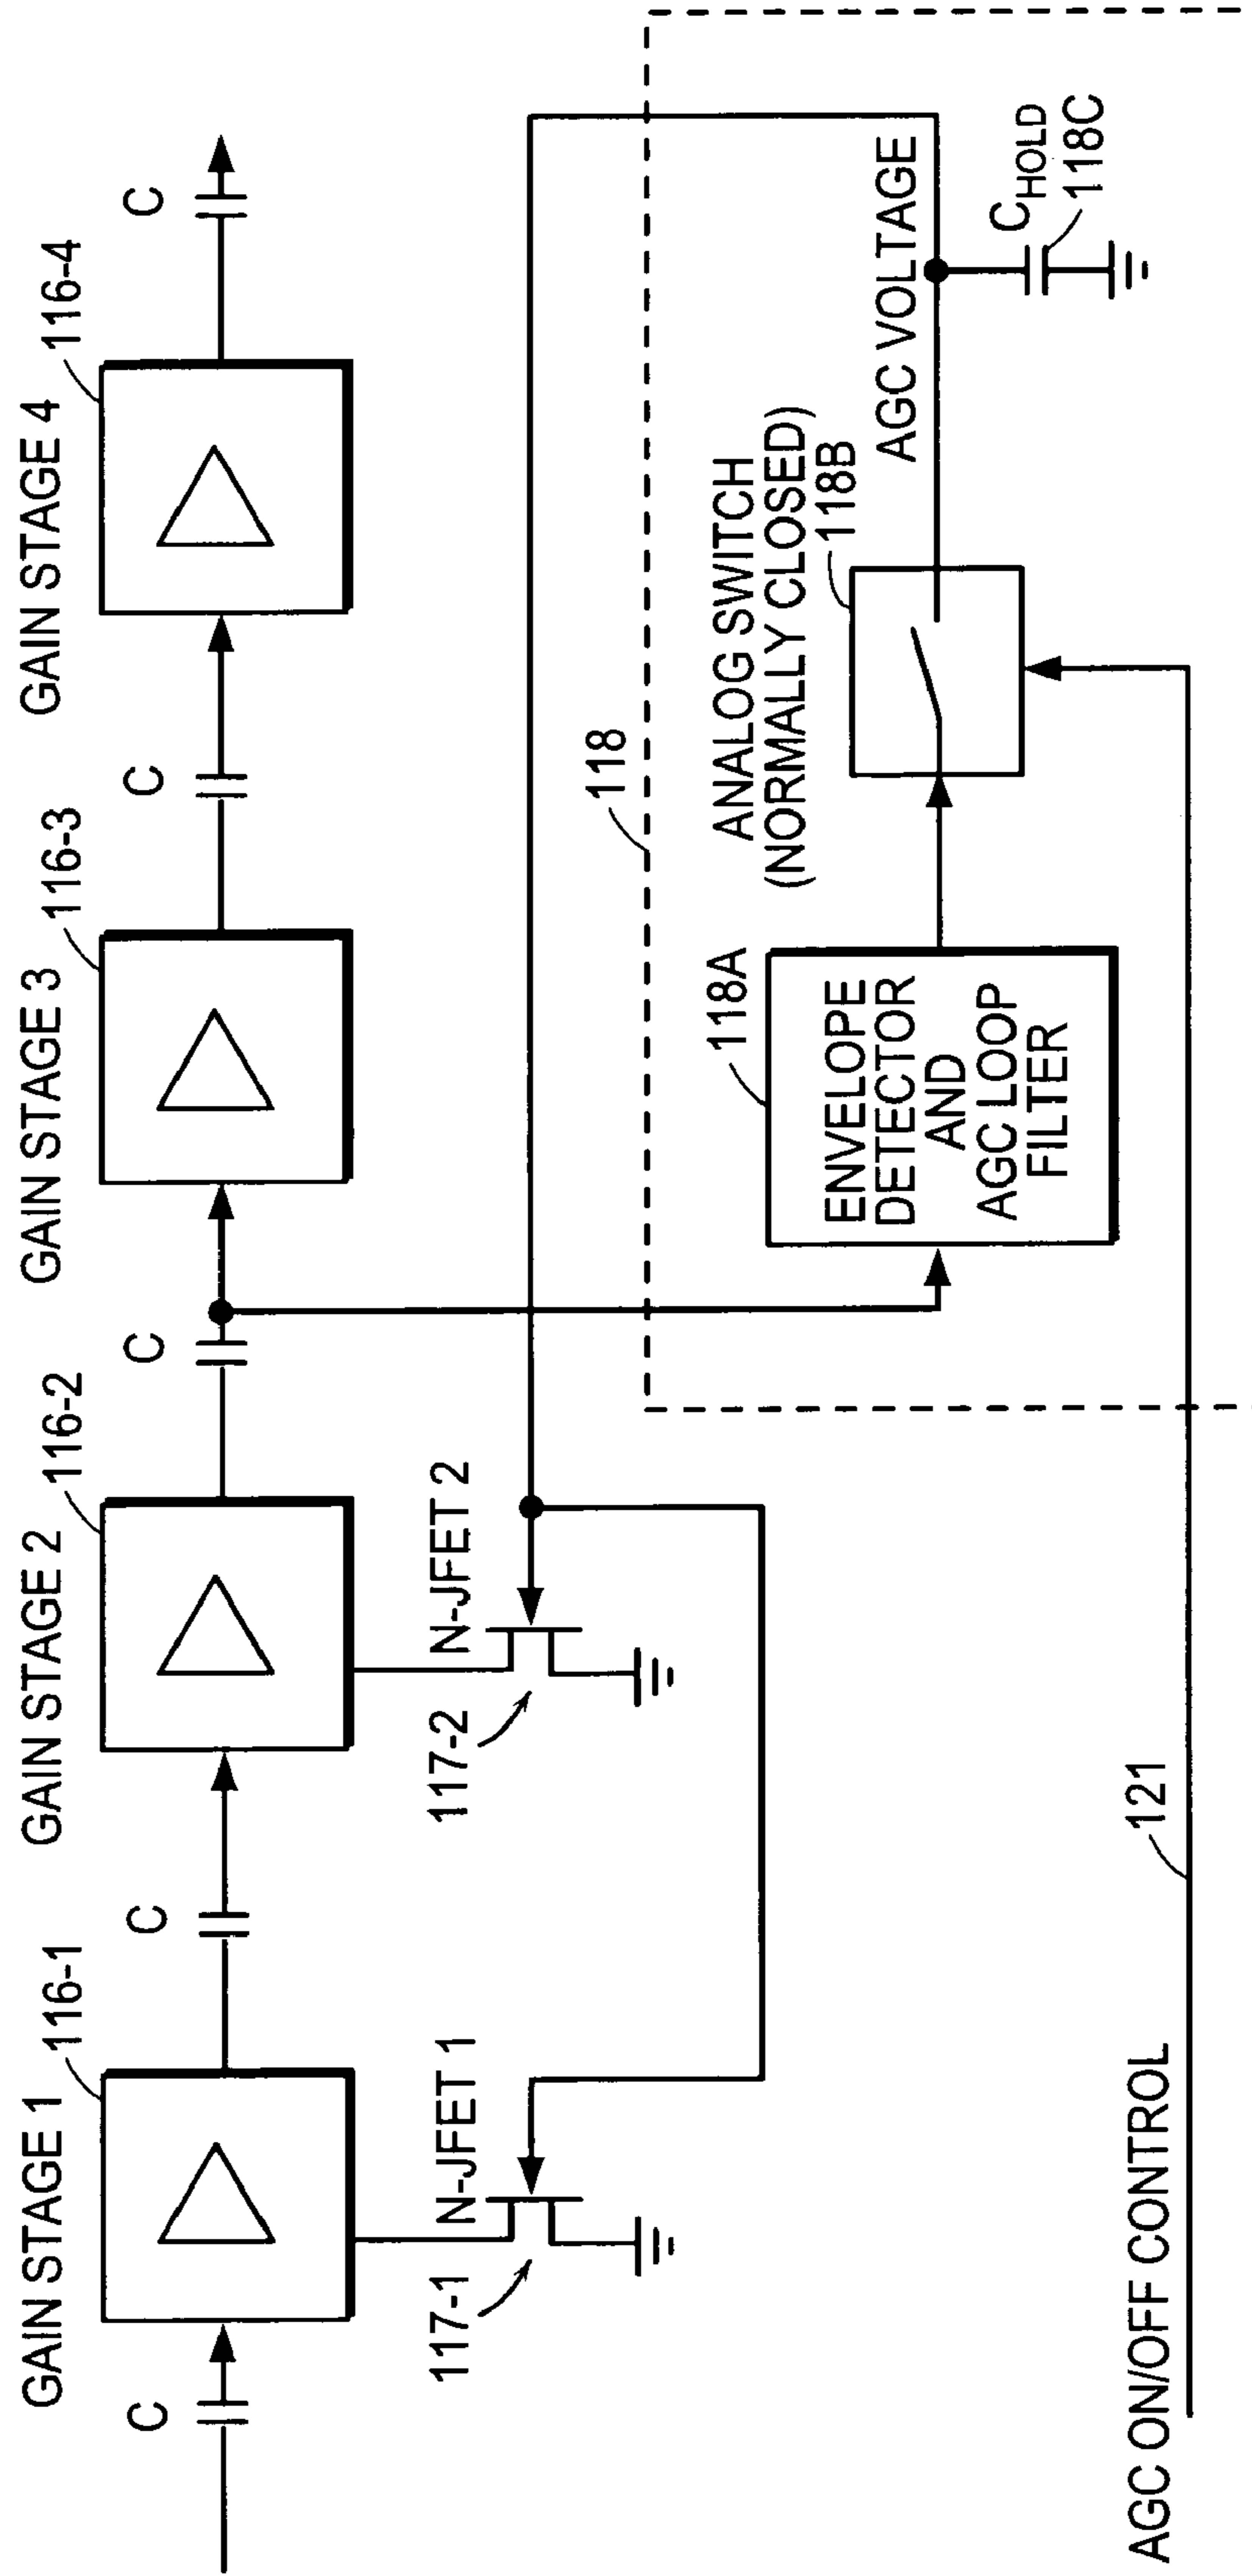 GAIN STAGE 1
116-1
GAIN STAGE 2
116-2
GAIN STAGE 3
116-3
GAIN STAGE 4
116-4
C
C
C
C
C
N-JFET 1
117-1
N-JFET 2
117-2
118
118A
ENVELOPE
DETECTOR
AND
AGC LOOP
FILTER
ANALOG SWITCH
(NORMALLY CLOSED)
118B
AGC VOLTAGE
CHOLD
118C
AGC ON/OFF CONTROL
121